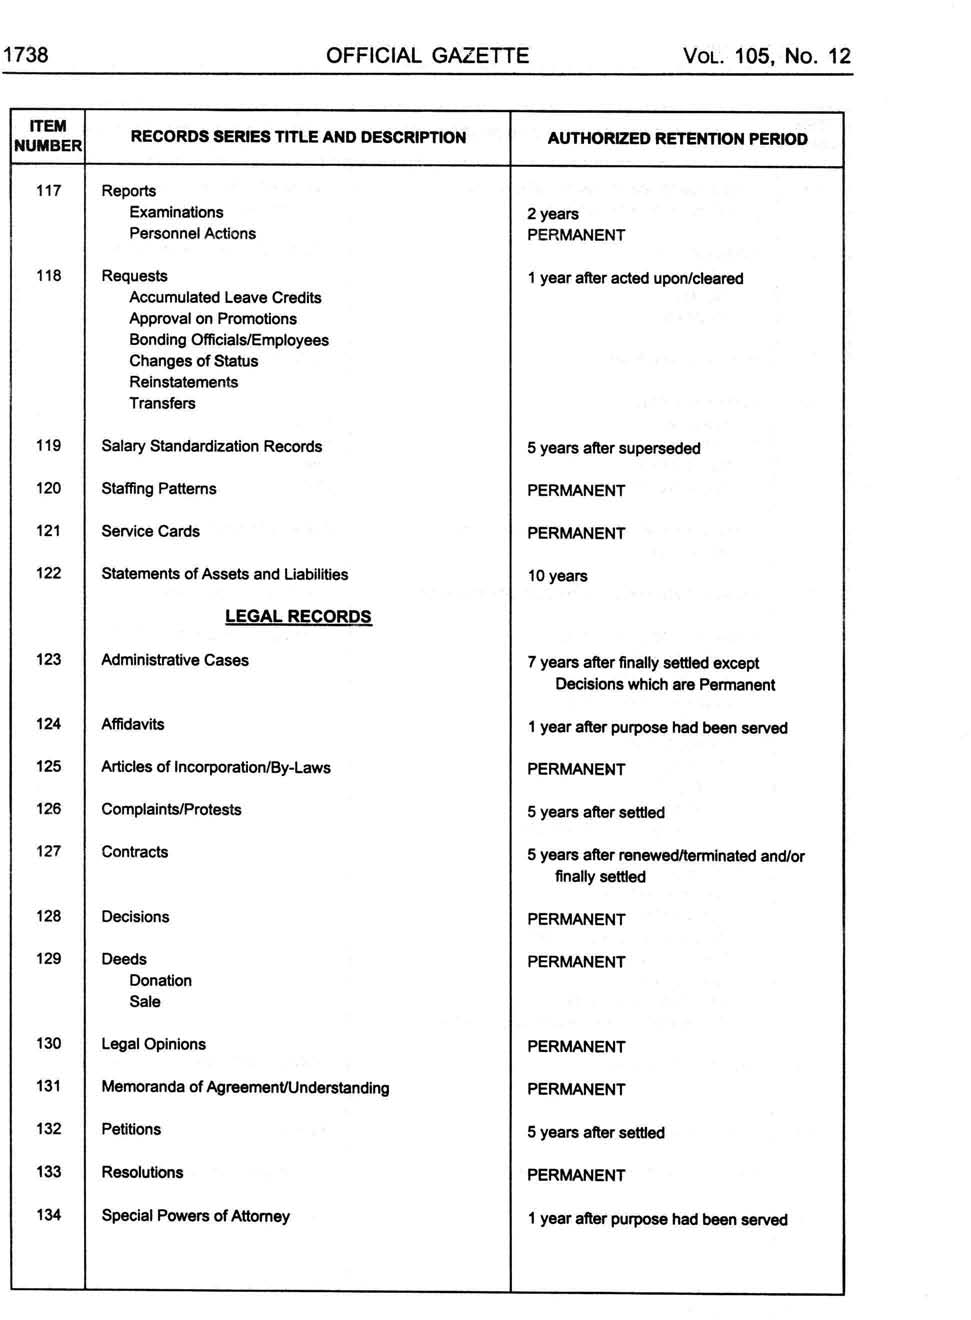 1738 OFFICIAL GAZETTE VOL. 105, NO. 12
ITEM NUMBER RECORDS SERIES TITLE AND DESCRIPTION AUTHORIZED RETENTION PERIOD
117 Reports
Examinations 2 years
Personnel Actions PERMANENT
118 Requests 1 year after acted upon/cleared
Accumulated Leave Credits
Approval on Promotions
Bonding Officials/Employees
Changes of Status
Reinstatements
Transfers
119 Salary Standardization Records 5 years after superseded
120 Staffing Patterns PERMANENT
121 Service Cards PERMANENT
122 Statements of Assets and Liabilities 10 years
LEGAL RECORDS
123 Administrative Cases 7 years after finally settled except
Decisions which are Permanent
124 Affidavits 1 year after purpose had been served
125 Articles of Incorporation/By-Laws PERMANENT
126 Complaints/Protests 5 years after settled
127 Contracts 5 years after renewed/terminated and/or
finally settled
128 Decisions PERMANENT
129 Deeds PERMANENT
Donation
Sale
130 Legal Opinions PERMANENT
131 Memoranda of Agreement/Understanding PERMANENT
132 Petitions 5 years after settled
133 Resolutions PERMANENT
134 Special Powers of Attorney 1 year after purpose had been served